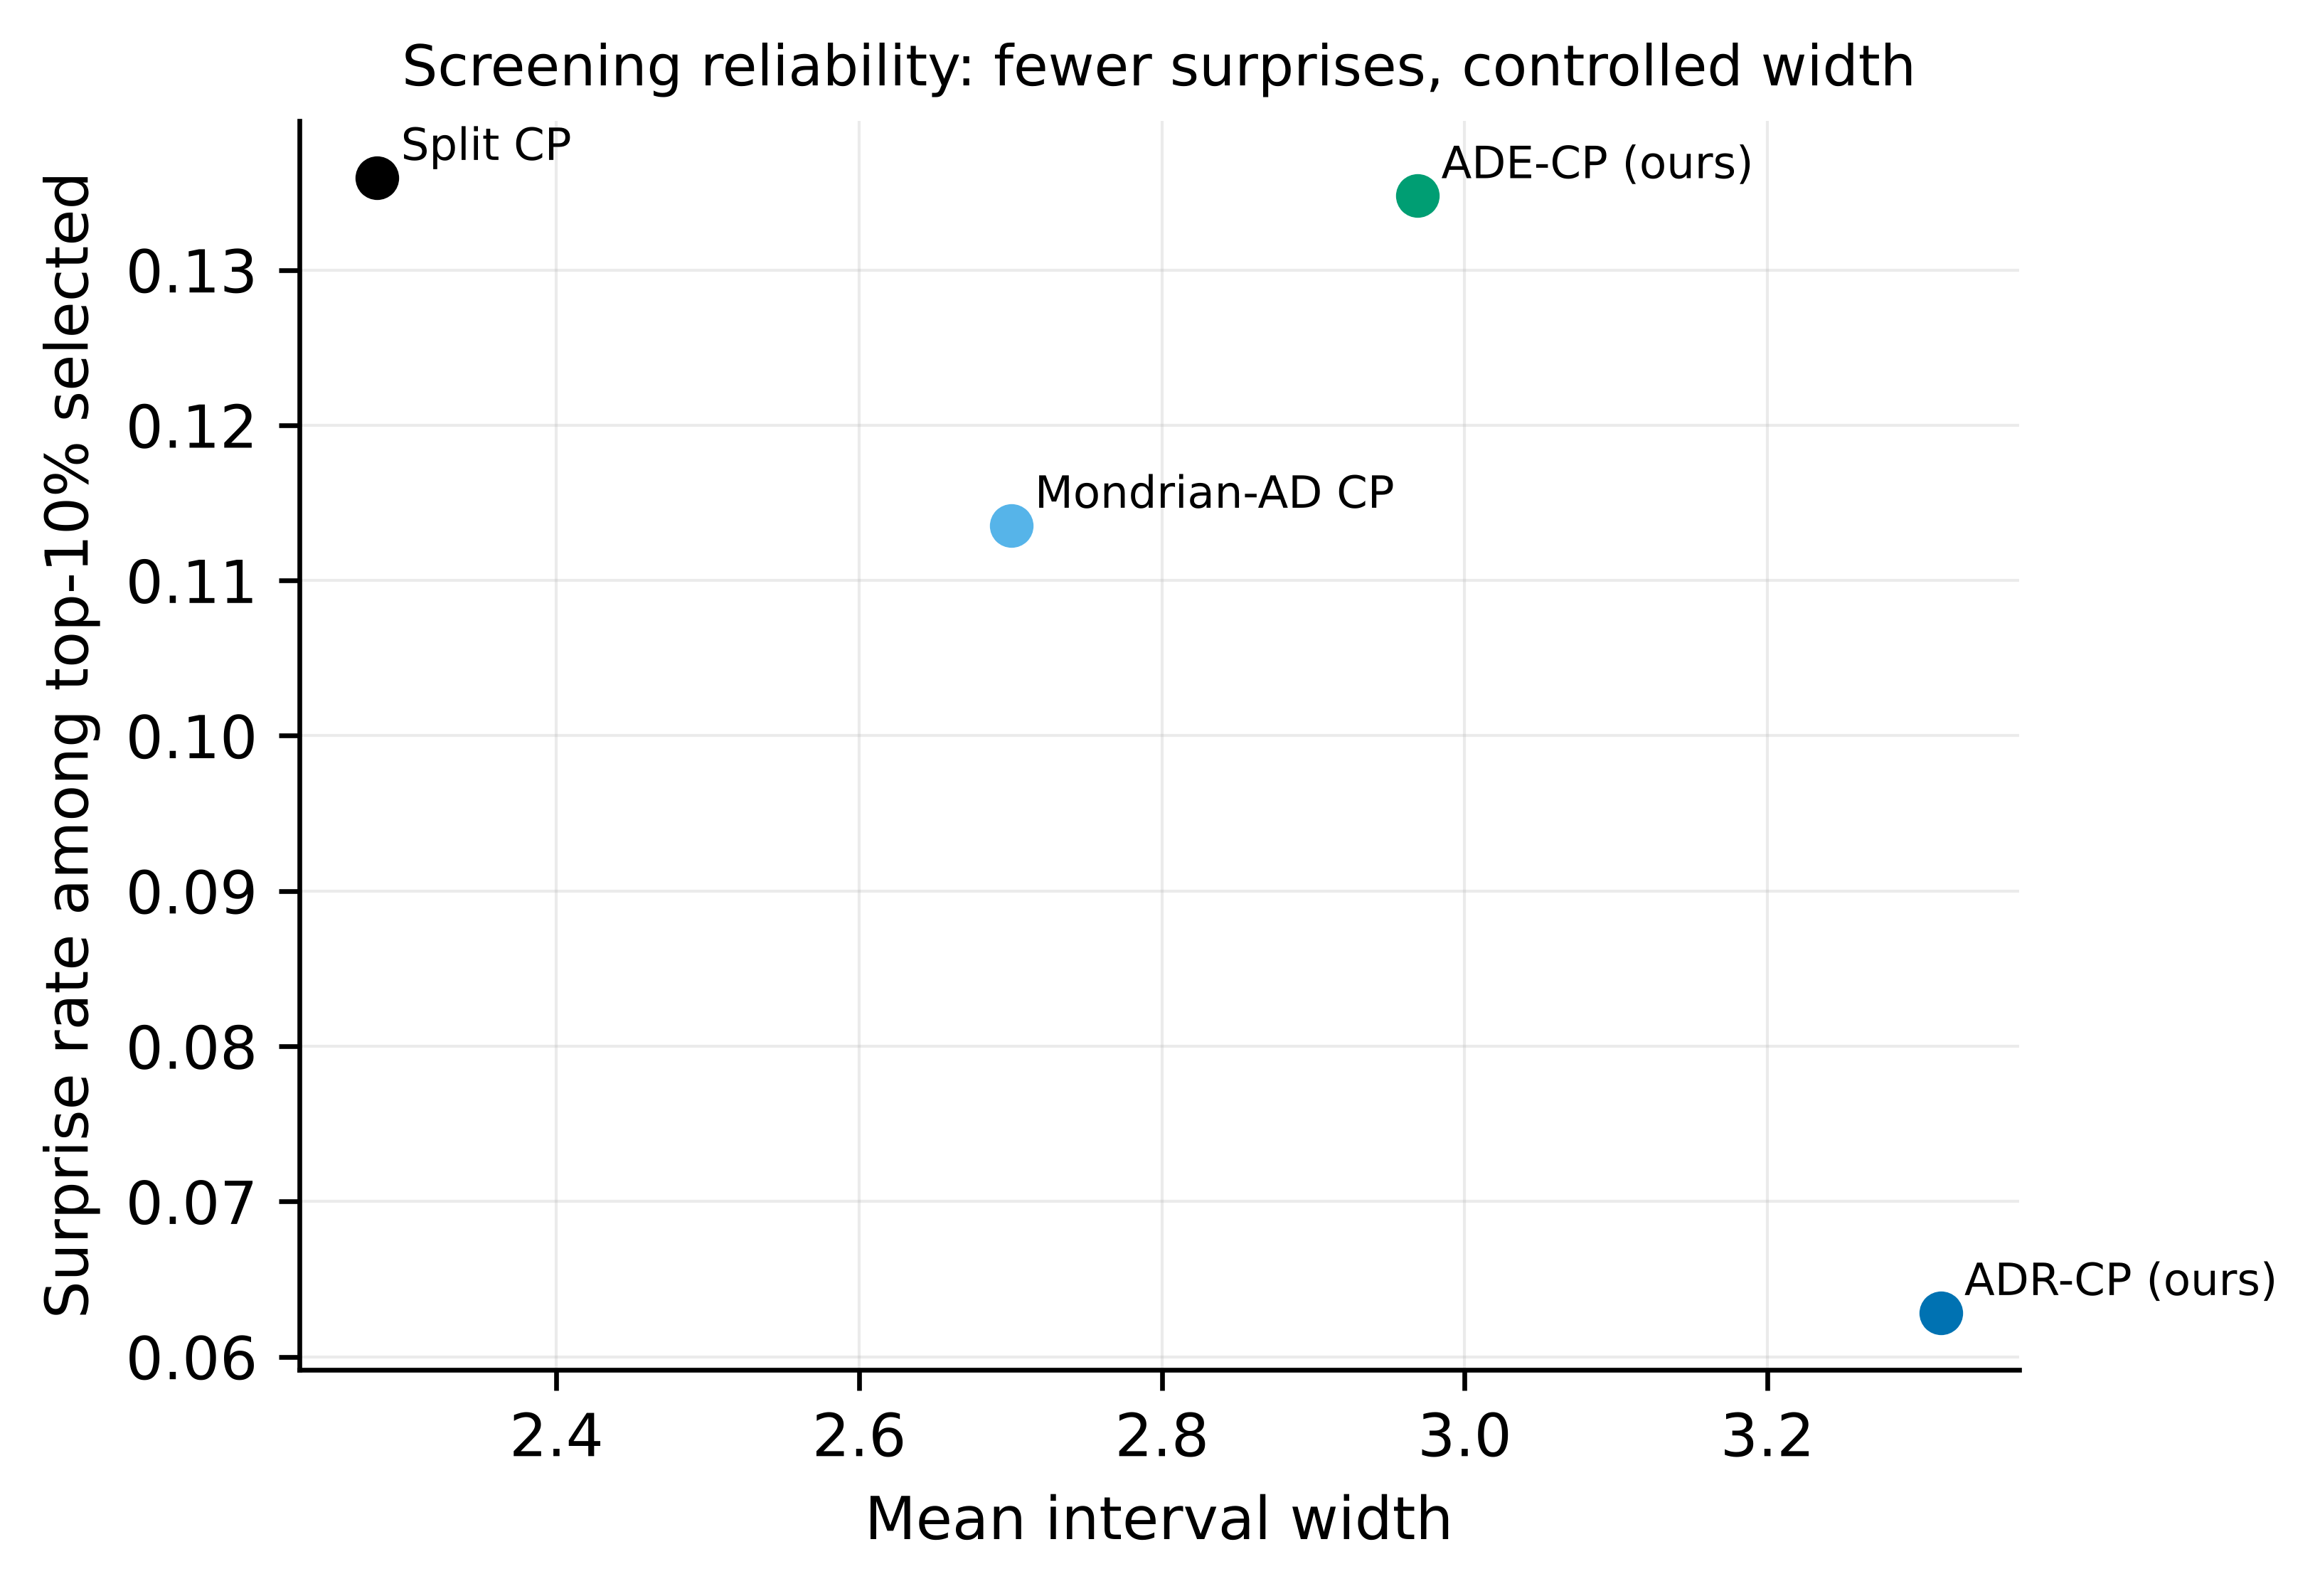 Screening reliability: fewer surprises, controlled width
Split CP
ADE-CP (ours)
Mondrian-AD CP
ADR-CP (ours)
Surprise rate among top-10% selected
0.13
0.12
0.11
0.10
0.09
0.08
0.07
0.06
2.4 2.6 2.8 3.0 3.2
Mean interval width